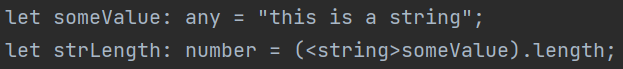 let someValue: any = "this is a string";
let strLength: number = (<string>someValue).length;